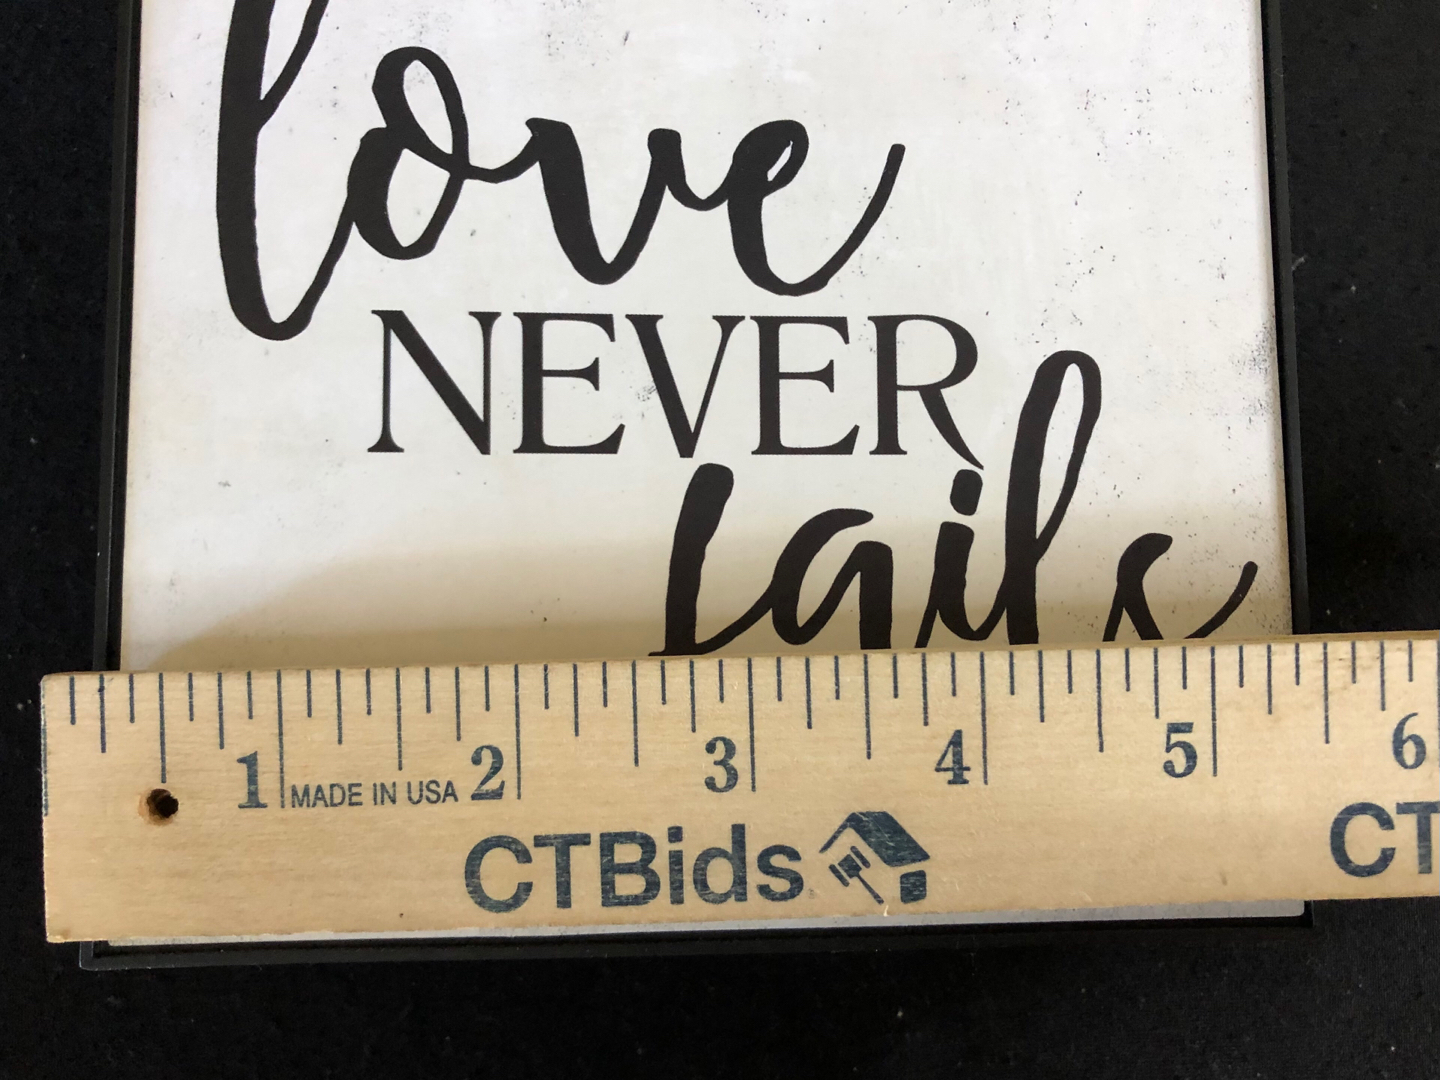 love
NEVER
fails
1 2 3 4 5 6
MADE IN USA
CTBids CT